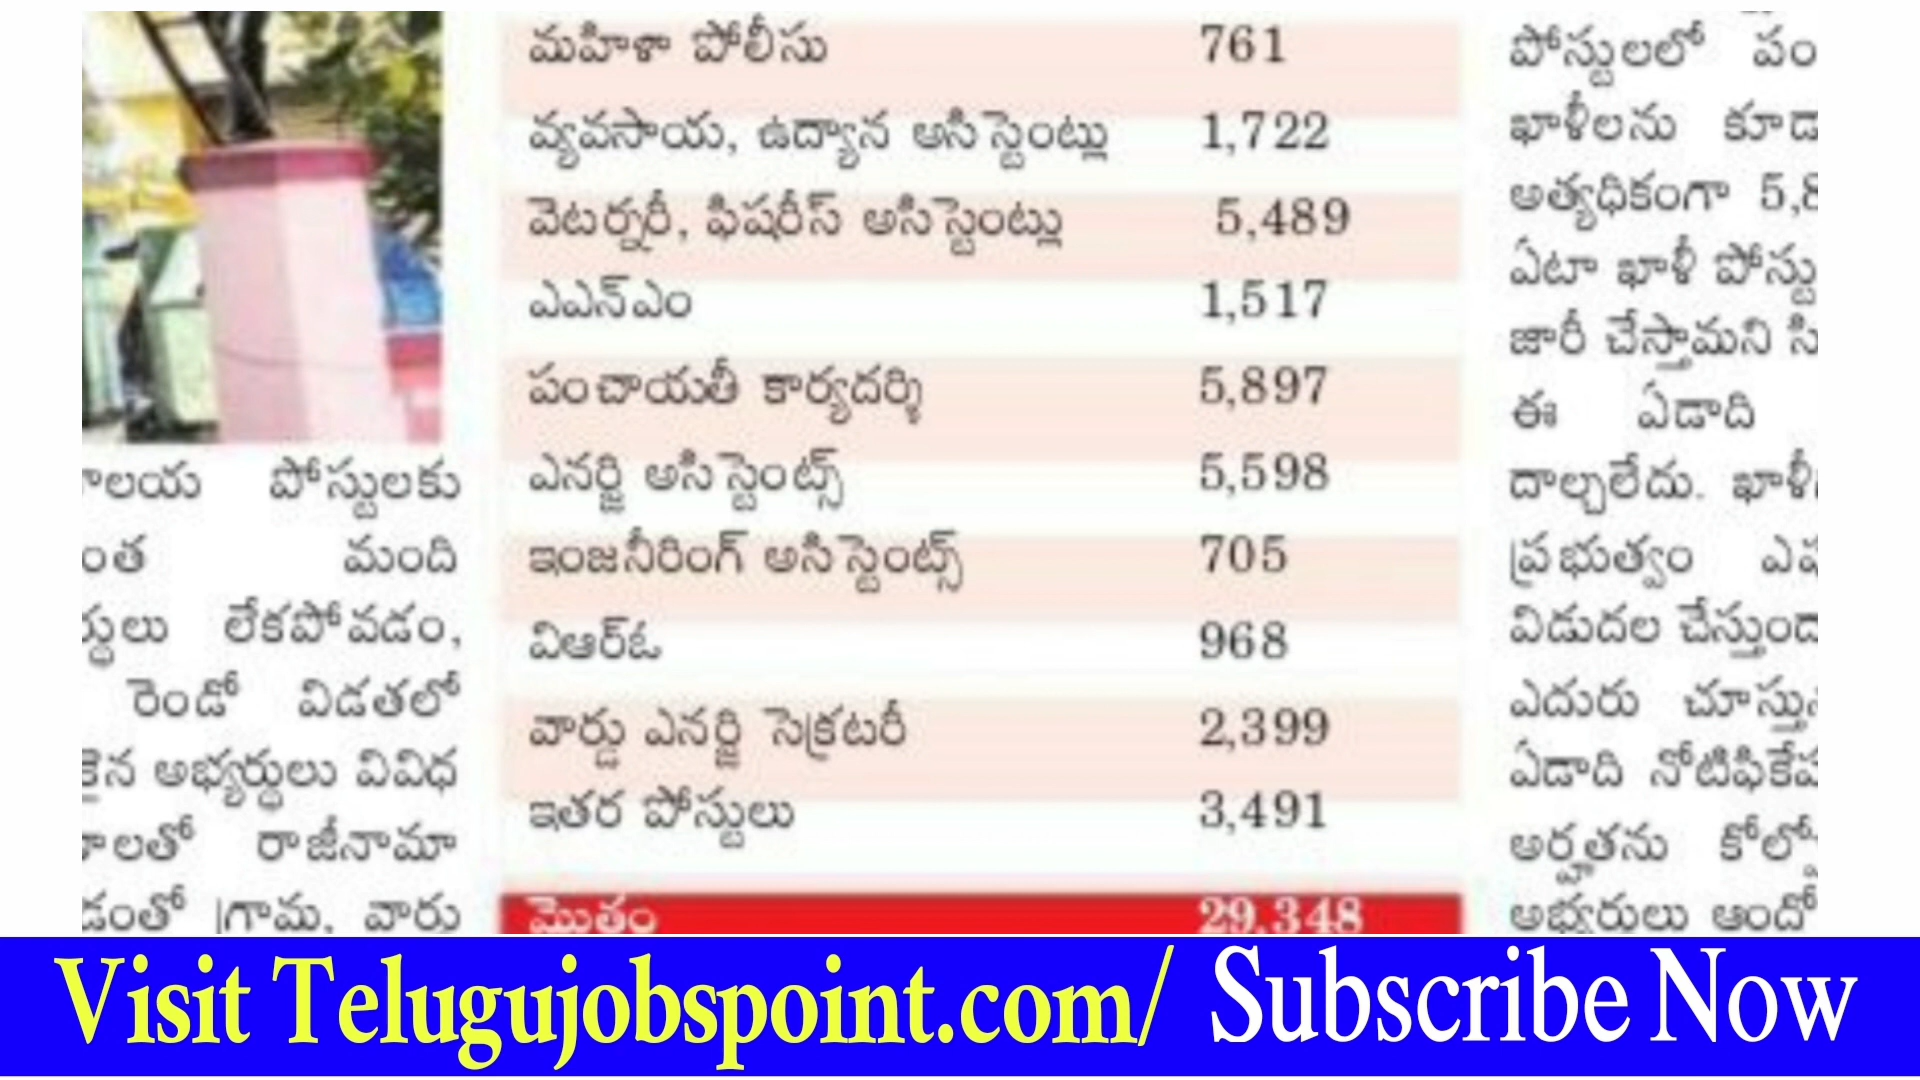 మహిళా పోలీసు 761
వ్యవసాయ, ఉద్యాన అసిస్టెంట్లు 1,722
వెటర్నరీ, ఫిషరీస్ అసిస్టెంట్లు 5,489
ఎఎన్ఎం 1,517
పంచాయతీ కార్యదర్శి 5,897
ఎనర్జి అసిస్టెంట్స్ 5,598
ఇంజనీరింగ్ అసిస్టెంట్స్ 705
విఆర్ఓ 968
వార్డు ఎనర్జి సెక్రటరీ 2,399
ఇతర పోస్టులు 3,491
మొత్తం 29,348
పోస్టులకు
మంది
లేకపోవడం,
రెండో విడతలో
అభ్యర్థులు వివిధ
రాజీనామా
గ్రామ, వార్డు
పోస్టులలో
ఖాళీలను
అత్యధికంగా
ఏటా ఖాళీ
జారీ చేస్తామని
ఈ ఏడాది
దాల్చలేదు.
ప్రభుత్వం
విడుదల
ఎదురు
ఏడాది
అర్హతను
అభ్యర్థులు
Visit Telugujobspoint.com/ Subscribe Now